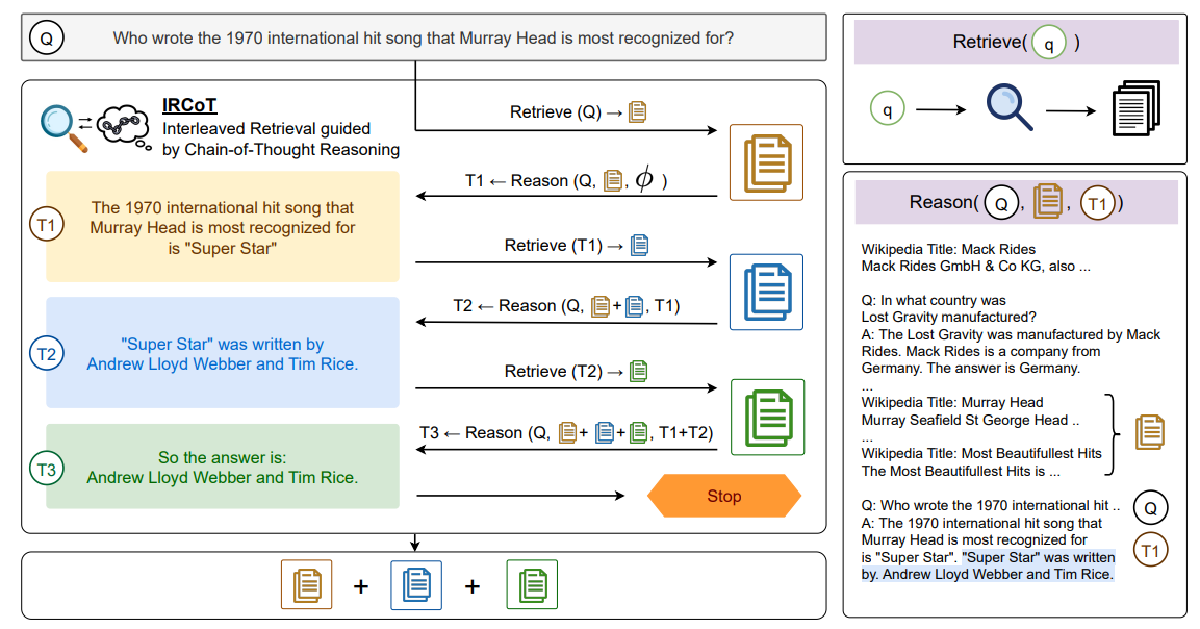 Q
Who wrote the 1970 international hit song that Murray Head is most recognized for?
IRCoT
Interleaved Retrieval guided
by Chain-of-Thought Reasoning
Retrieve (Q) →
T1 ← Reason (Q, , ϕ )
T1
The 1970 international hit song that
Murray Head is most recognized for
is "Super Star"
Retrieve (T1) →
T2 ← Reason (Q, + , T1)
T2
"Super Star" was written by
Andrew Lloyd Webber and Tim Rice.
Retrieve (T2) →
T3 ← Reason (Q, + + , T1+T2)
T3
So the answer is:
Andrew Lloyd Webber and Tim Rice.
Stop
+ +
Retrieve( q )
q
Reason( Q , , T1 )
Wikipedia Title: Mack Rides
Mack Rides GmbH & Co KG, also ...
Q: In what country was
Lost Gravity manufactured?
A: The Lost Gravity was manufactured by Mack
Rides. Mack Rides is a company from
Germany. The answer is Germany.
...
Wikipedia Title: Murray Head
Murray Seafield St George Head ..
...
Wikipedia Title: Most Beautifullest Hits
The Most Beautifullest Hits is ...
Q: Who wrote the 1970 international hit ..
Q
A: The 1970 international hit song that
Murray Head is most recognized for
T1
is "Super Star". "Super Star" was written
by. Andrew Lloyd Webber and Tim Rice.